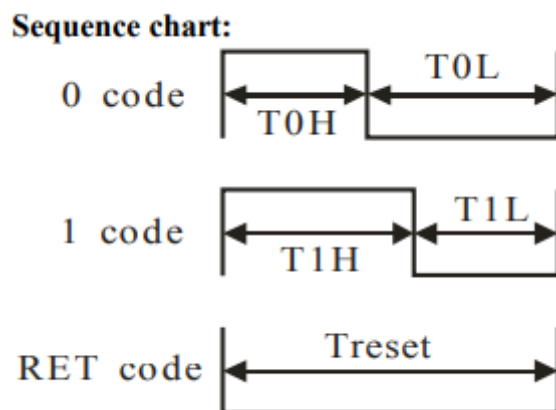 Sequence chart:
0 code
T0H
T0L
1 code
T1H
T1L
RET code
Treset